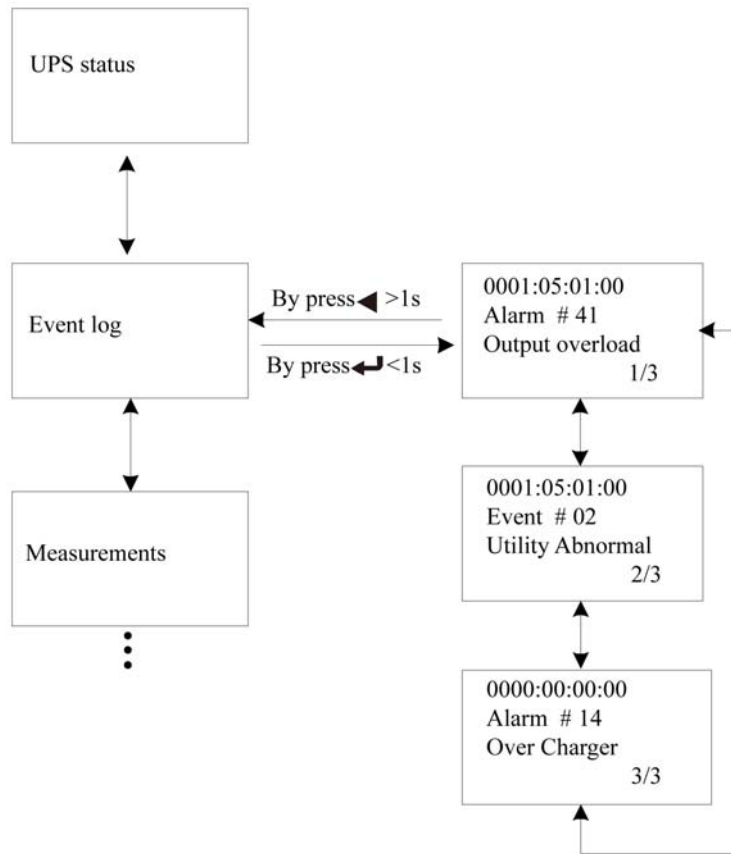 UPS status
Event log
Measurements
By press◀ >1s
By press↵ <1s
0001:05:01:00
Alarm # 41
Output overload
1/3
0001:05:01:00
Event # 02
Utility Abnormal
2/3
0000:00:00:00
Alarm # 14
Over Charger
3/3